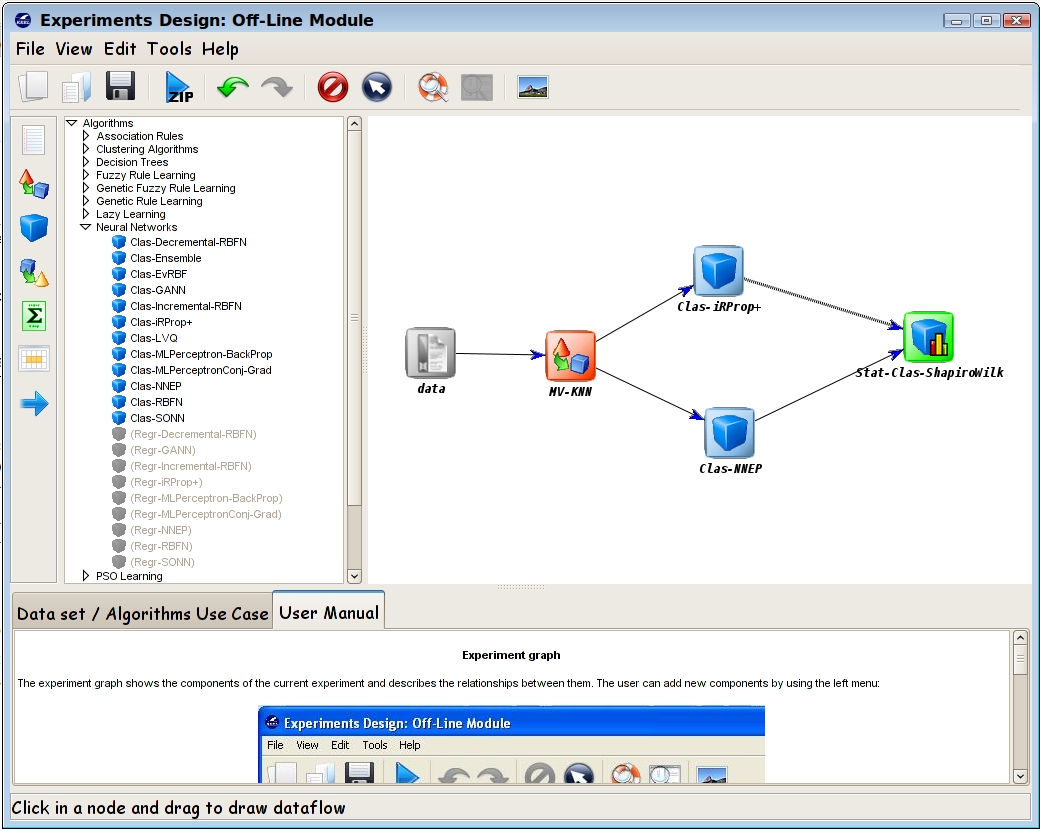 Experiments Design: Off-Line Module
File View Edit Tools Help
ZIP
Algorithms
Association Rules
Clustering Algorithms
Decision Trees
Fuzzy Rule Learning
Genetic Fuzzy Rule Learning
Genetic Rule Learning
Lazy Learning
Neural Networks
Clas-Decremental-RBFN
Clas-Ensemble
Clas-EvRBF
Clas-GANN
Clas-Incremental-RBFN
Clas-iRProp+
Clas-LVQ
Clas-MLPerceptron-BackProp
Clas-MLPerceptronConj-Grad
Clas-NNEP
Clas-RBFN
Clas-SONN
(Regr-Decremental-RBFN)
(Regr-GANN)
(Regr-Incremental-RBFN)
(Regr-iRProp+)
(Regr-MLPerceptron-BackProp)
(Regr-MLPerceptronConj-Grad)
(Regr-NNEP)
(Regr-RBFN)
(Regr-SONN)
PSO Learning
data
MV-KNN
Clas-iRProp+
Clas-NNEP
Stat-Clas-ShapiroWilk
Data set / Algorithms Use Case
User Manual
Experiment graph
The experiment graph shows the components of the current experiment and describes the relationships between them. The user can add new components by using the left menu:
Experiments Design: Off-Line Module
File View Edit Tools Help
Click in a node and drag to draw dataflow